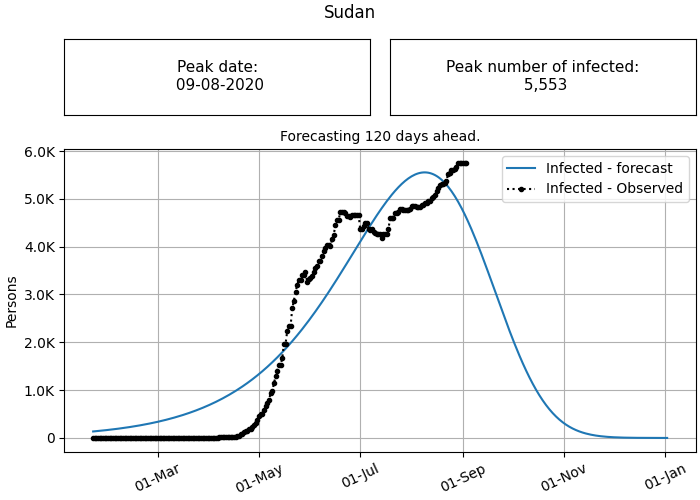 Sudan
Peak date:
09-08-2020
Peak number of infected:
5,553
Forecasting 120 days ahead.
Infected - forecast
Infected - Observed
Persons
6.0K
5.0K
4.0K
3.0K
2.0K
1.0K
0
01-Mar
01-May
01-Jul
01-Sep
01-Nov
01-Jan